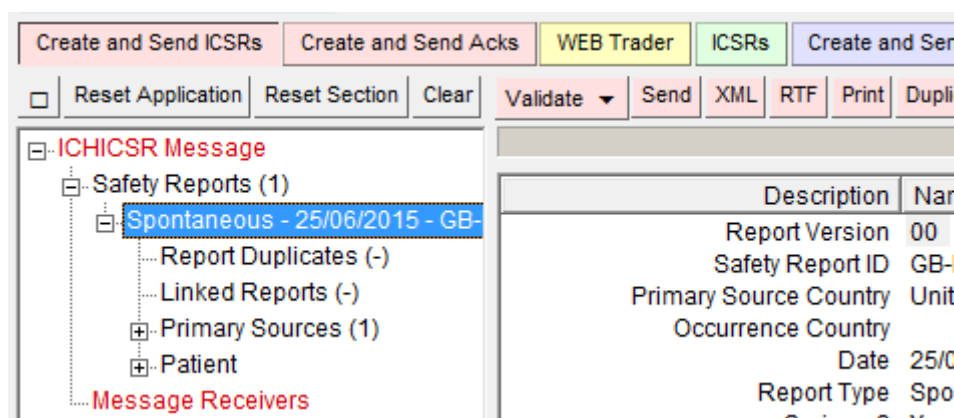 Create and Send ICSRs Create and Send Acks WEB Trader ICSRs Create and
Reset Application Reset Section Clear Validate Send XML RTF Print
ICHICSR Message
Safety Reports (1)
Description
Spontaneous - 25/06/2015 - GB-
Report Version 00
Report Duplicates (-)
Safety Report ID GB-
Linked Reports (-)
Primary Source Country
Primary Sources (1)
Occurrence Country
Patient
Date
Message Receivers
Report Type